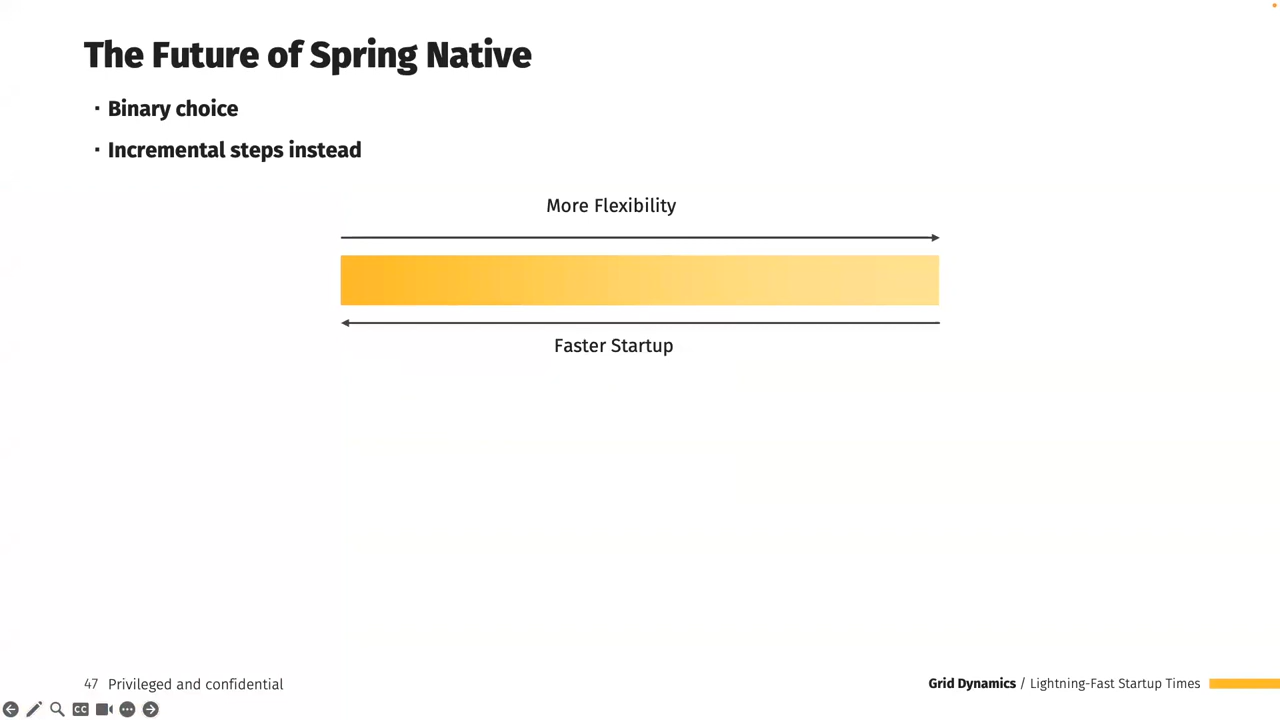 The Future of Spring Native
· Binary choice
· Incremental steps instead
More Flexibility
Faster Startup
47 Privileged and confidential
Grid Dynamics / Lightning-Fast Startup Times
CC